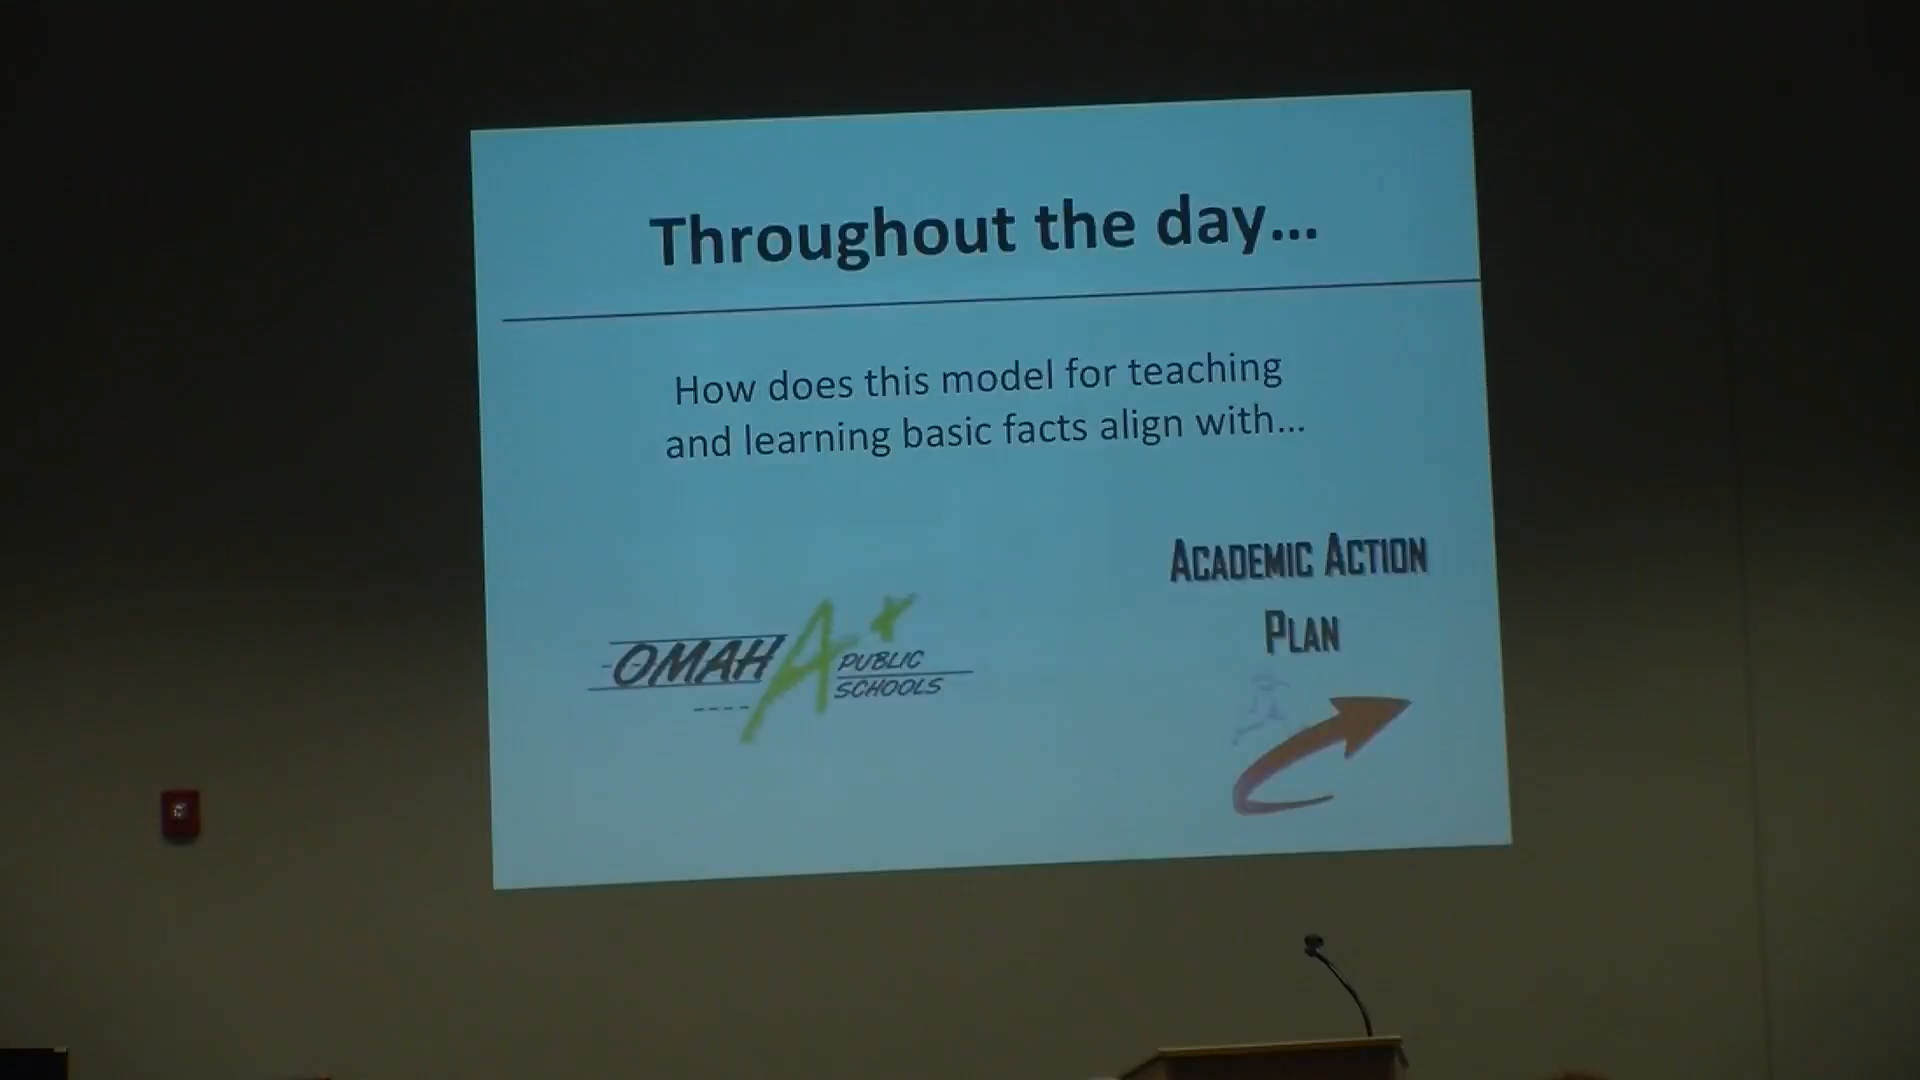 Throughout the day...
How does this model for teaching
and learning basic facts align with...
ACADEMIC ACTION
PLAN
OMAHA PUBLIC
SCHOOLS